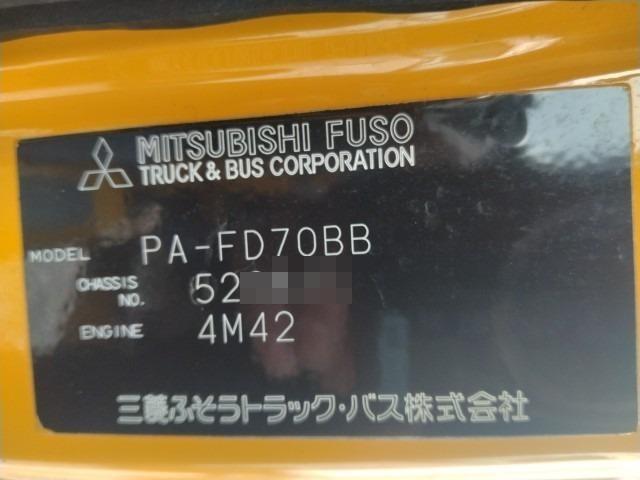 MITSUBISHI FUSO
TRUCK & BUS CORPORATION
MODEL PA-FD70BB
CHASSIS NO. 52
ENGINE 4M42
三菱ふそうトラック・バス株式会社